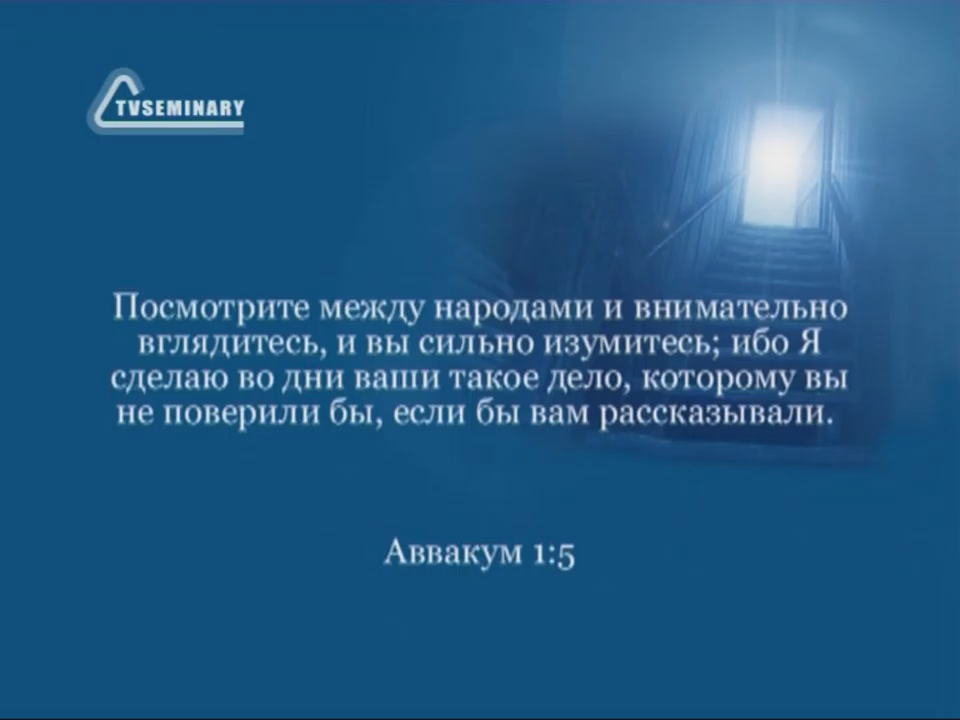 TVSEMINARY
Посмотрите между народами и внимательно
вглядитесь, и вы сильно изумитесь; ибо Я
сделаю во дни ваши такое дело, которому вы
не поверили бы, если бы вам рассказывали.
Аввакум 1:5